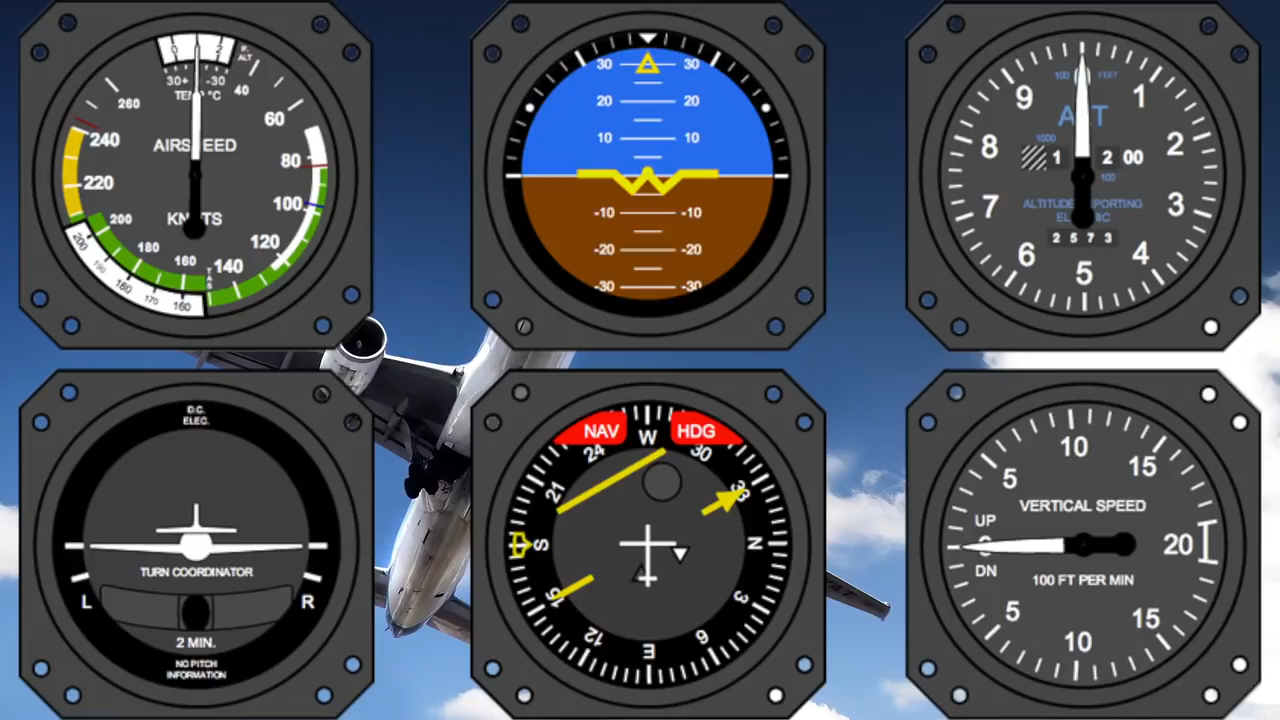 0 2
P. ALT
30+ -30
°C
40
260
60
240
AIRSPEED
80
220
100
KNOTS
200
120
180
160
140
200
190
180
170
160
TAS
30 30
20 20
10 10
-10 -10
-20 -20
-30 -30
100 FEET
9 1
ALT
8 2
1000
1 2 00
100
7 3
ALTITUDE REPORTING
2 5 7 3
6 4
5
D.C.
ELEC.
TURN COORDINATOR
L R
2 MIN.
NO PITCH
INFORMATION
NAV HDG
W
24 30
21 33
S N
15 3
12 6
E
10
5 15
VERTICAL SPEED
UP
20
DN
100 FT PER MIN
5 15
10